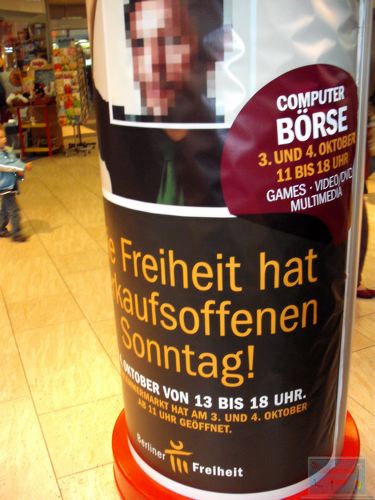 COMPUTER
BÖRSE
3. UND 4. OKTOBER
11 BIS 18 UHR
GAMES · VIDEO/DVD
MULTIMEDIA
Freiheit hat
kaufsoffenen
Sonntag!
OKTOBER VON 13 BIS 18 UHR.
HAT AM 3. UND 4. OKTOBER
AB 11 UHR GEÖFFNET.
Berliner Freiheit